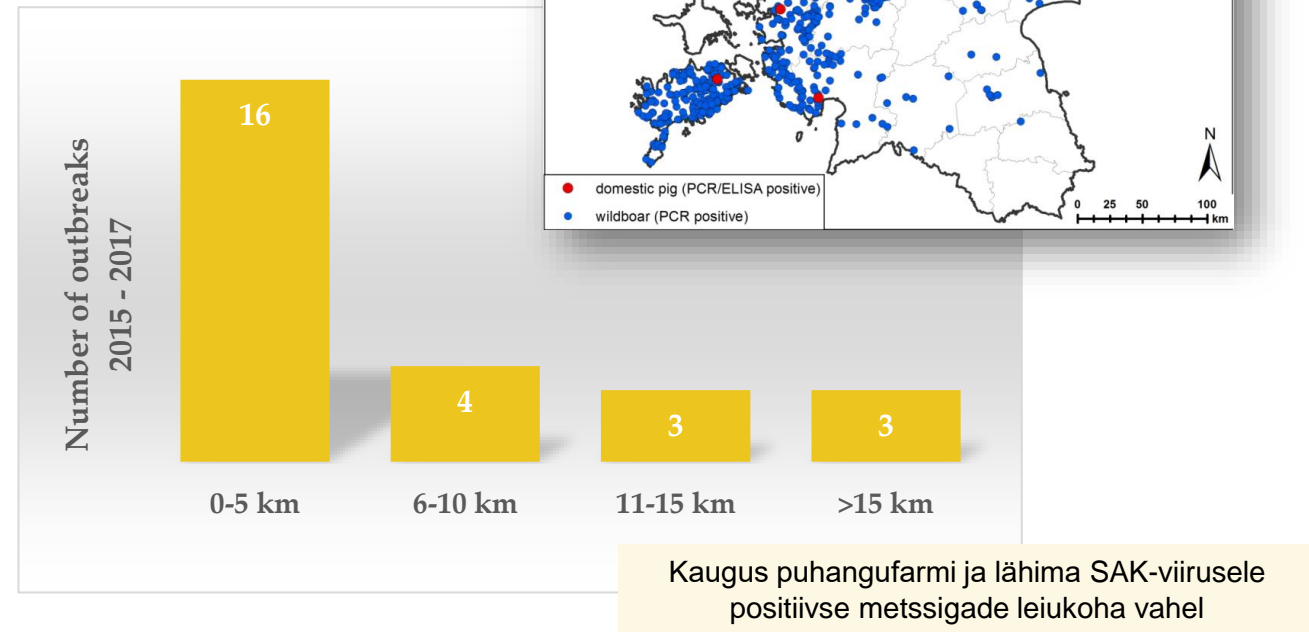 N
domestic pig (PCR/ELISA positive)
wildboar (PCR positive)
0 25 50 100
km
Number of outbreaks
2015 - 2017
16
4
3
3
0-5 km
6-10 km
11-15 km
>15 km
Kaugus puhangufarmi ja lähima SAK-viirusele
positiivse metssigade leiukoha vahel